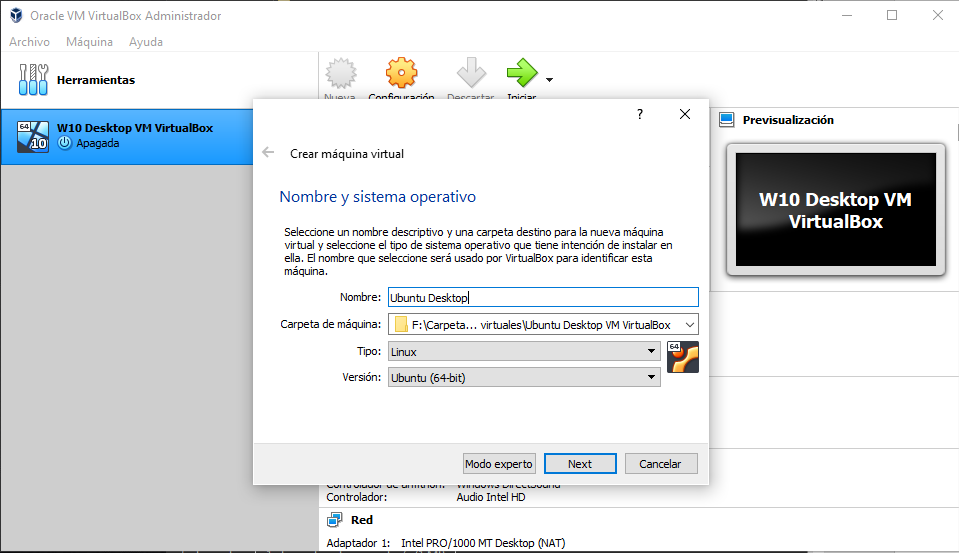 Oracle VM VirtualBox Administrador
Archivo Máquina Ayuda
Herramientas
Nueva Configuración Descartar Iniciar
64
10
W10 Desktop VM VirtualBox
Apagada
Previsualización
W10 Desktop VM
VirtualBox
?
Crear máquina virtual
Nombre y sistema operativo
Seleccione un nombre descriptivo y una carpeta destino para la nueva máquina
virtual y seleccione el tipo de sistema operativo que tiene intención de instalar en
ella. El nombre que seleccione será usado por VirtualBox para identificar esta
máquina.
Nombre: Ubuntu Desktop
Carpeta de máquina: F:\Carpeta... virtuales\Ubuntu Desktop VM VirtualBox
Tipo: Linux
64
Versión: Ubuntu (64-bit)
Modo experto Next Cancelar
Controlador de anfitrión: Windows DirectSound
Controlador: Audio Intel HD
Red
Adaptador 1: Intel PRO/1000 MT Desktop (NAT)